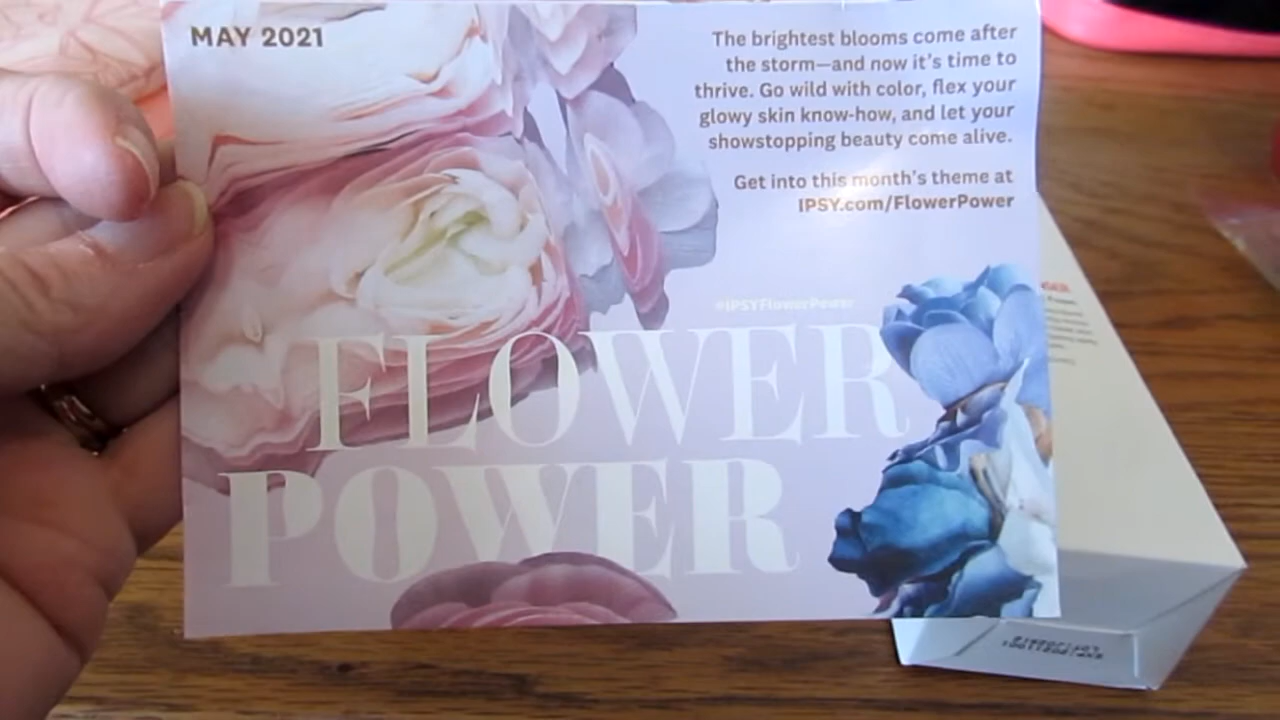 MAY 2021
The brightest blooms come after
the storm—and now it's time to
thrive. Go wild with color, flex your
glowy skin know-how, and let your
showstopping beauty come alive.
Get into this month's theme at
IPSY.com/FlowerPower
#IPSYFlowerPower
FLOWER
POWER